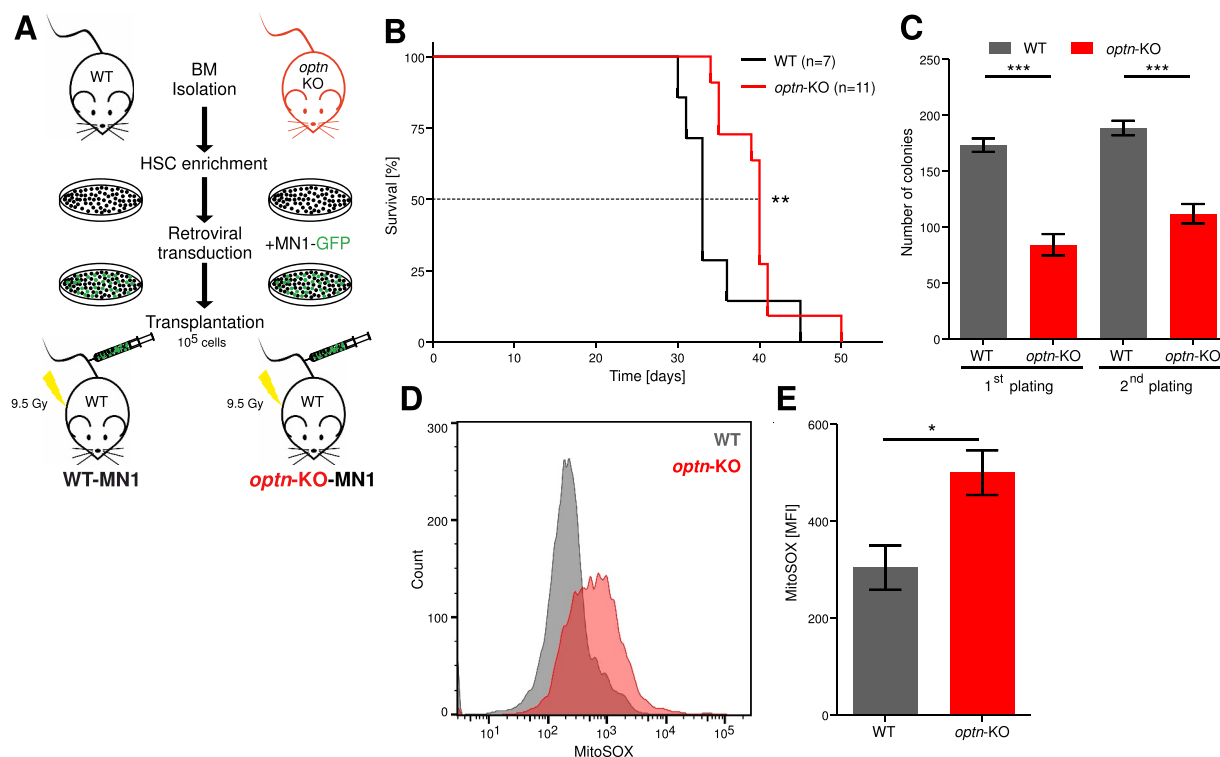 A
WT
BM
Isolation
optn
KO
HSC enrichment
Retroviral
transduction
+MN1-GFP
Transplantation
10^5 cells
9.5 Gy
WT
9.5 Gy
WT
WT-MN1
optn-KO-MN1
B
Survival [%]
100
75
50
25
0
0
10
20
30
40
50
Time [days]
WT (n=7)
optn-KO (n=11)
**
C
WT
optn-KO
Number of colonies
250
200
150
100
50
0
***
***
WT
optn-KO
WT
optn-KO
1st plating
2nd plating
D
Count
300
200
100
0
WT
optn-KO
10^1
10^2
10^3
10^4
10^5
MitoSOX
E
MitoSOX [MFI]
600
400
200
0
*
WT
optn-KO